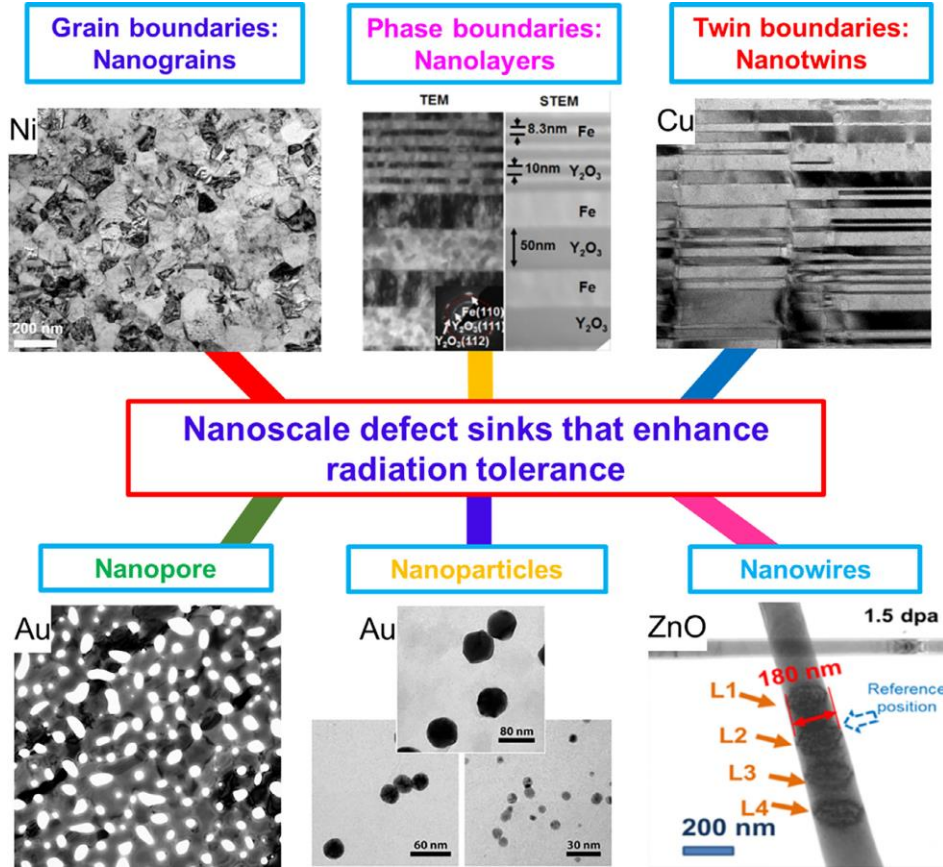 Grain boundaries:
Nanograins
Phase boundaries:
Nanolayers
Twin boundaries:
Nanotwins
Ni
200 nm
TEM
STEM
8.3nm
Fe
10nm
Y₂O₃
Fe
50nm
Y₂O₃
Fe
Y₂O₃
Fe(110)
Y₂O₃(111)
Y₂O₃(112)
Cu
Nanoscale defect sinks that enhance
radiation tolerance
Nanopore
Nanoparticles
Nanowires
Au
Au
80 nm
60 nm
30 nm
ZnO
1.5 dpa
180 nm
L1
Reference
position
L2
L3
L4
200 nm